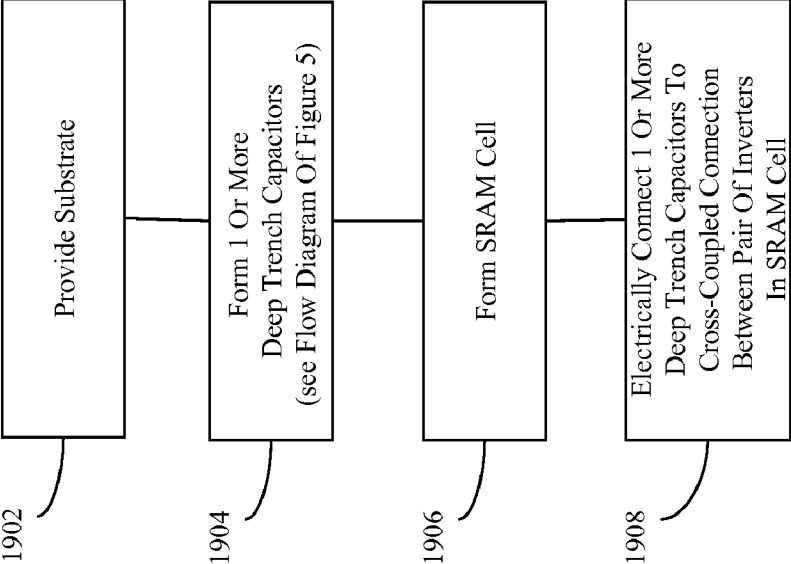 1902
Provide Substrate
1904
Form 1 Or More
Deep Trench Capacitors
(see Flow Diagram Of Figure 5)
1906
Form SRAM Cell
1908
Electrically Connect 1 Or More
Deep Trench Capacitors To
Cross-Coupled Connection
Between Pair Of Inverters
In SRAM Cell